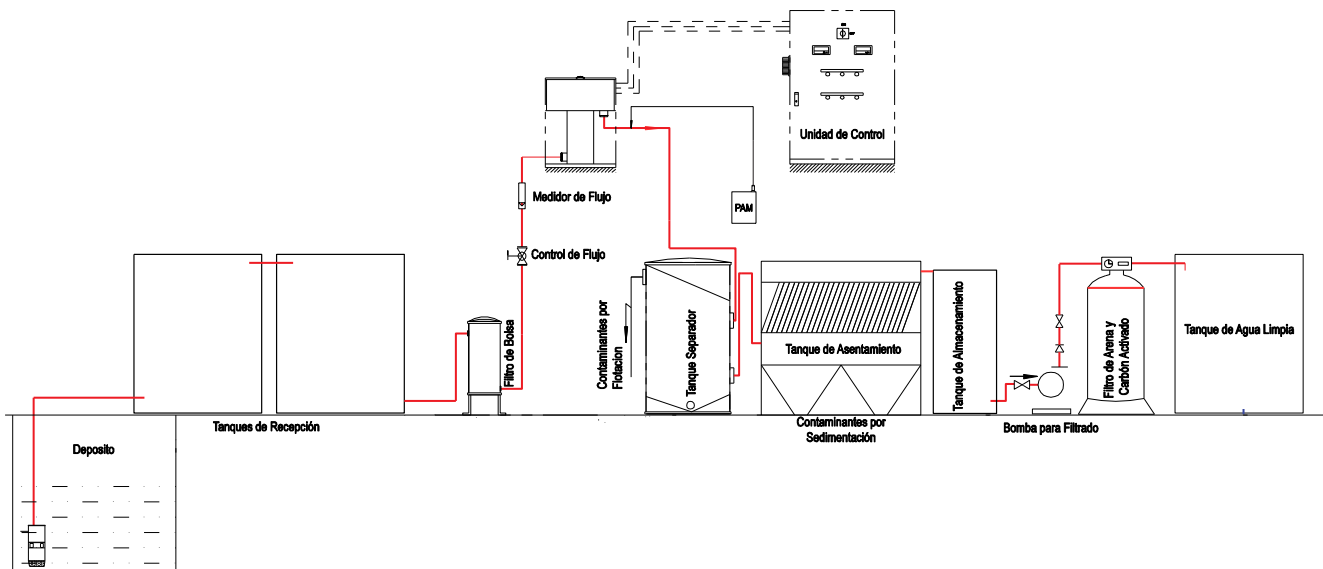 Unidad de Control
Medidor de Flujo
PAM
Control de Flujo
Filtro de Bolsa
Contaminantes por
Flotacion
Tanque Separador
Tanque de Asentamiento
Tanque de Almacenamiento
Filtro de Arena y
Carbón Activado
Tanque de Agua Limpia
Tanques de Recepción
Contaminantes por
Sedimentación
Bomba para Filtrado
Deposito